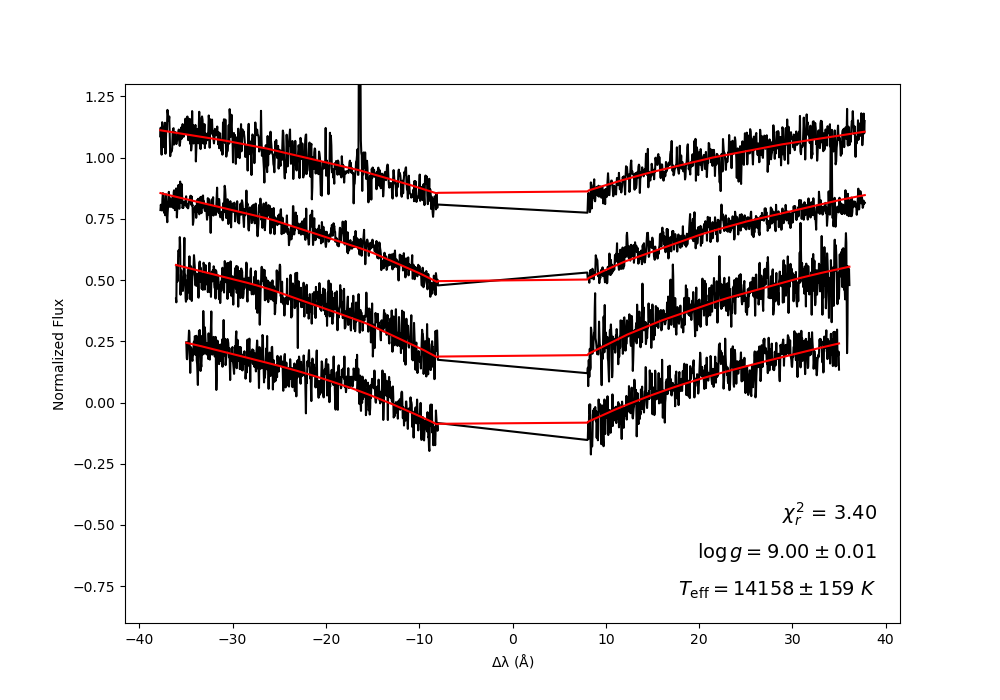 1.25
1.00
0.75
0.50
0.25
0.00
−0.25
−0.50
−0.75
Normalized Flux
χ²ᵣ = 3.40
log g = 9.00 ± 0.01
T_eff = 14158 ± 159 K
−40 −30 −20 −10 0 10 20 30 40
Δλ (Å)